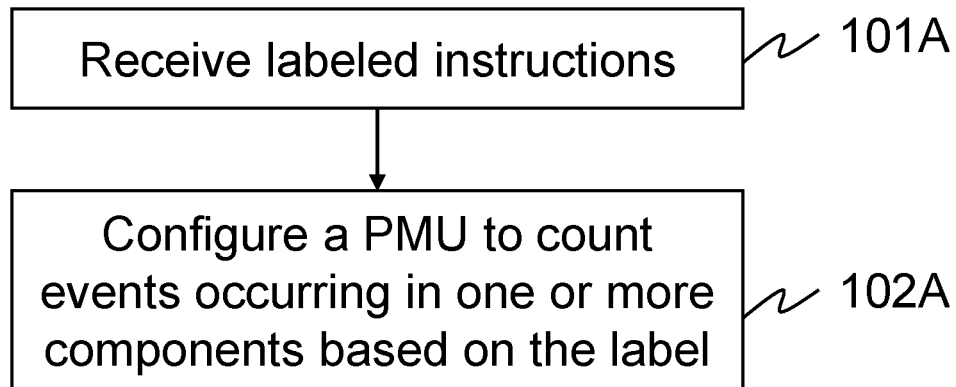 Receive labeled instructions
101A
Configure a PMU to count
events occurring in one or more
components based on the label
102A